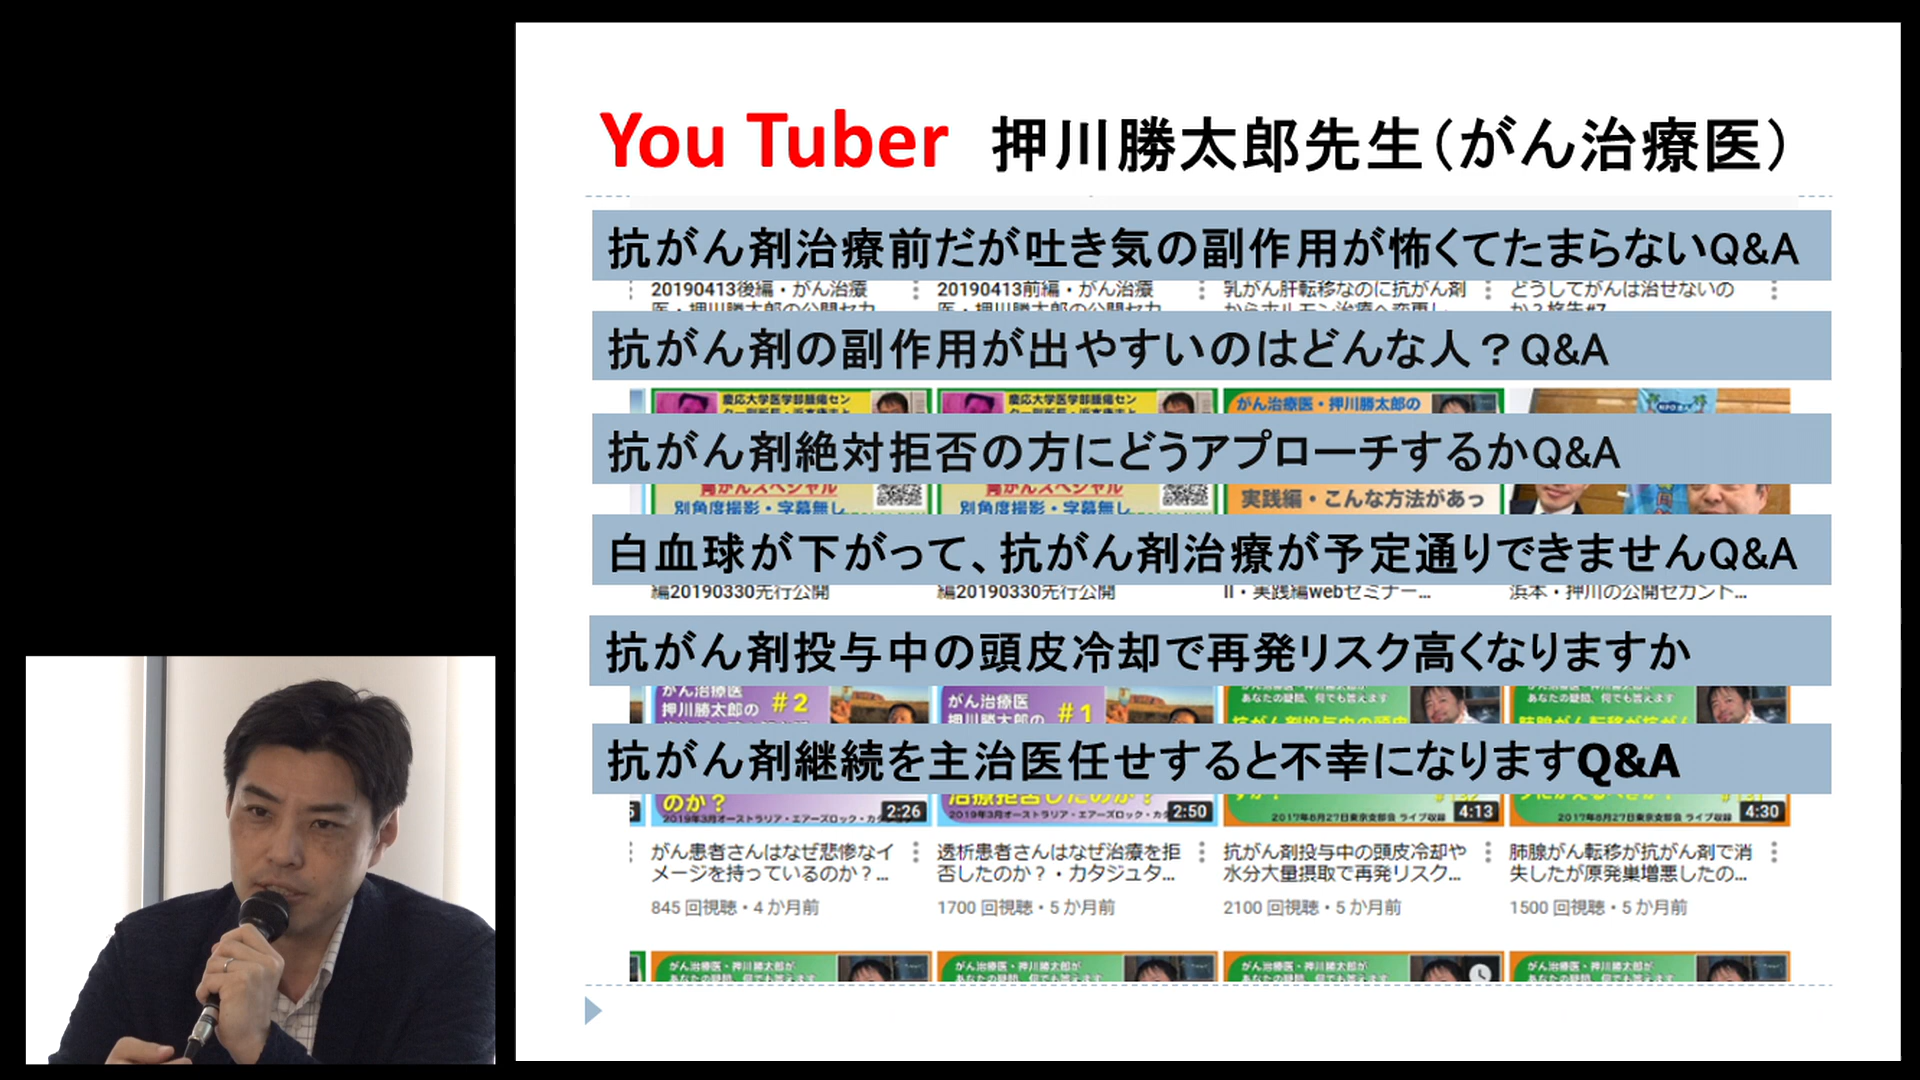 You Tuber 押川勝太郎先生（がん治療医）
抗がん剤治療前だが吐き気の副作用が怖くてたまらないQ&A
20190413後編・がん治療
医・押川勝太郎の公開セカ
20190413前編・がん治療
医・押川勝太郎の公開セカ
乳がん肝転移なのに抗がん剤
からホルモン治療へ変更し
どうしてがんは治せないの
か？旅先#7
抗がん剤の副作用が出やすいのはどんな人？Q&A
慶応大学医学部腫瘍セン
慶応大学医学部腫瘍セン
がん治療医・押川勝太郎の
抗がん剤絶対拒否の方にどうアプローチするかQ&A
胃がんスペシャル
別角度撮影・字幕無し
胃がんスペシャル
別角度撮影・字幕無し
実践編・こんな方法があっ
白血球が下がって、抗がん剤治療が予定通りできませんQ&A
編20190330先行公開
編20190330先行公開
II・実践編webセミナー...
浜本・押川の公開セカンド...
抗がん剤投与中の頭皮冷却で再発リスク高くなりますか
がん治療医
押川勝太郎の
#2
がん治療医
押川勝太郎の
#1
あなたの疑問、何でも答えます
抗がん剤投与中の頭皮
あなたの疑問、何でも答えます
肺腺がん転移が抗がん
抗がん剤継続を主治医任せすると不幸になりますQ&A
のか？
2:26
2019年3月オーストラリア・エアーズロック・カタ
治療拒否したのか？
2:50
2019年3月オーストラリア・エアーズロック・カタ
4:13
2017年8月27日東京支部会 ライブ収録
4:30
2017年8月27日東京支部会 ライブ収録
がん患者さんはなぜ悲惨なイ
メージを持っているのか？...
845 回視聴・4 か月前
透析患者さんはなぜ治療を拒
否したのか？・カタジュタ...
1700 回視聴・5 か月前
抗がん剤投与中の頭皮冷却や
水分大量摂取で再発リスク...
2100 回視聴・5 か月前
肺腺がん転移が抗がん剤で消
失したが原発巣増悪したの...
1500 回視聴・5 か月前
がん治療医・押川勝太郎が
あなたの疑問、何でも答えます
がん治療医・押川勝太郎が
あなたの疑問、何でも答えます
がん治療医・押川勝太郎が
あなたの疑問、何でも答えます
がん治療医・押川勝太郎が
あなたの疑問、何でも答えます